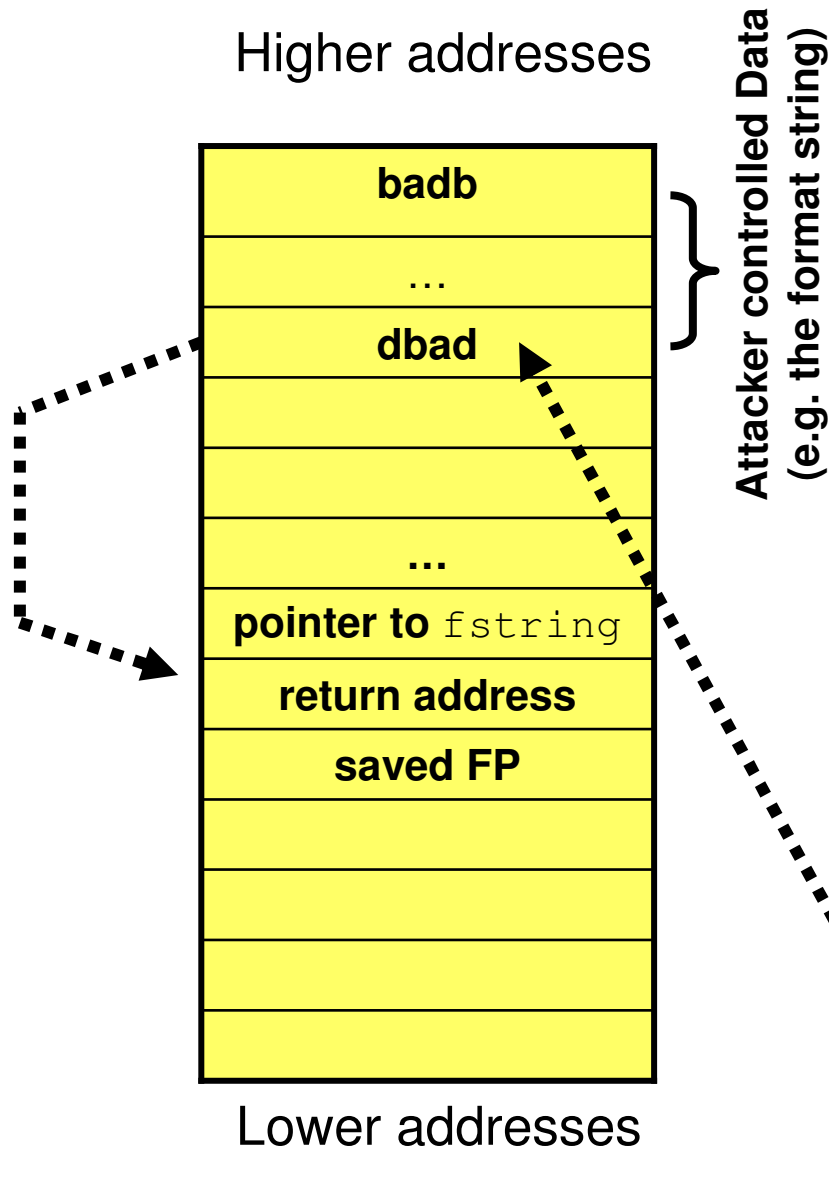 Higher addresses
badb
...
dbad
...
pointer to fstring
return address
saved FP
Lower addresses
Attacker controlled Data
(e.g. the format string)